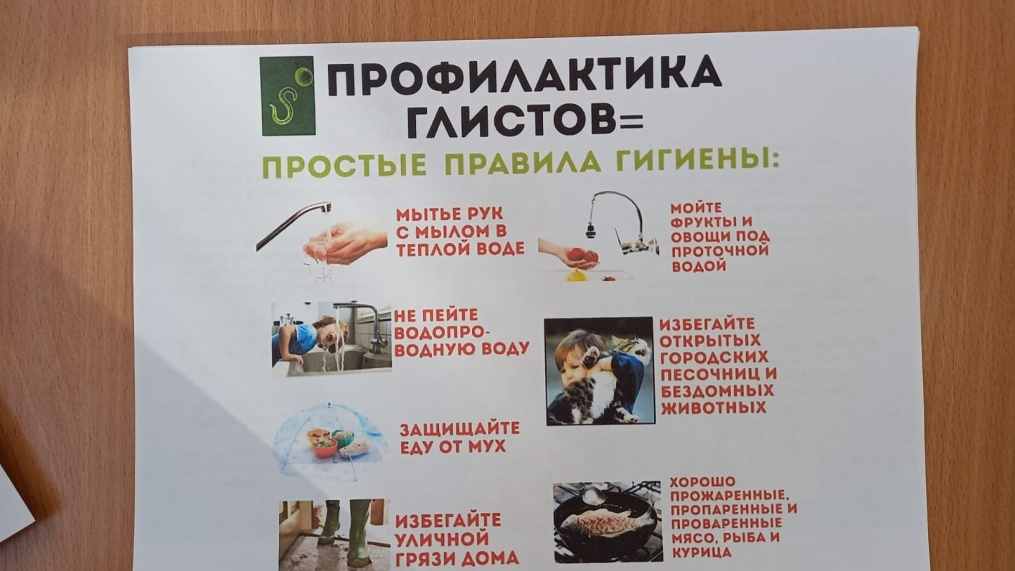 ПРОФИЛАКТИКА
ГЛИСТОВ=
ПРОСТЫЕ ПРАВИЛА ГИГИЕНЫ:
МЫТЬЕ РУК
С МЫЛОМ В
ТЕПЛОЙ ВОДЕ
МОЙТЕ
ФРУКТЫ И
ОВОЩИ ПОД
ПРОТОЧНОЙ
ВОДОЙ
НЕ ПЕЙТЕ
ВОДОПРО-
ВОДНУЮ ВОДУ
ИЗБЕГАЙТЕ
ОТКРЫТЫХ
ГОРОДСКИХ
ПЕСОЧНИЦ И
БЕЗДОМНЫХ
ЖИВОТНЫХ
ЗАЩИЩАЙТЕ
ЕДУ ОТ МУХ
ИЗБЕГАЙТЕ
УЛИЧНОЙ
ГРЯЗИ ДОМА
ХОРОШО
ПРОЖАРЕННЫЕ,
ПРОПАРЕННЫЕ И
ПРОВАРЕННЫЕ
МЯСО, РЫБА И
КУРИЦА